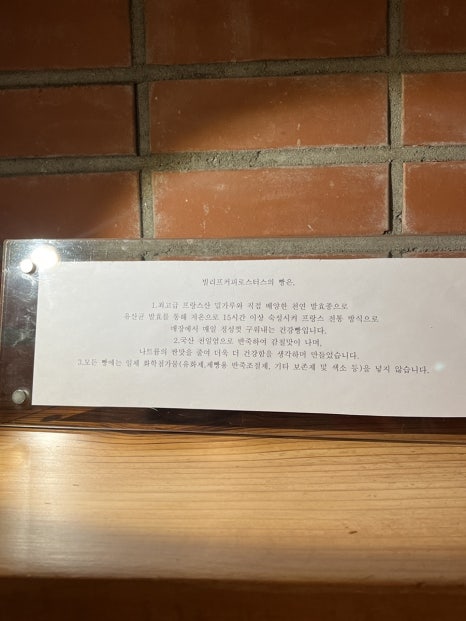 빌리프커피로스터스의 빵은,
1.최고급 프랑스산 밀가루와 직접 배양한 천연 발효종으로
유산균 발효를 통해 저온으로 15시간 이상 숙성시켜 프랑스 전통 방식으로
매장에서 매일 정성껏 구워내는 건강빵입니다.
2.국산 천일염으로 반죽하여 감칠맛이 나며,
나트륨의 짠맛을 줄여 더욱 더 건강함을 생각하며 만들었습니다.
3.모든 빵에는 일체 화학첨가물(유화제,제빵용 반죽조절제, 기타 보존제 및 색소 등)을 넣지 않습니다.